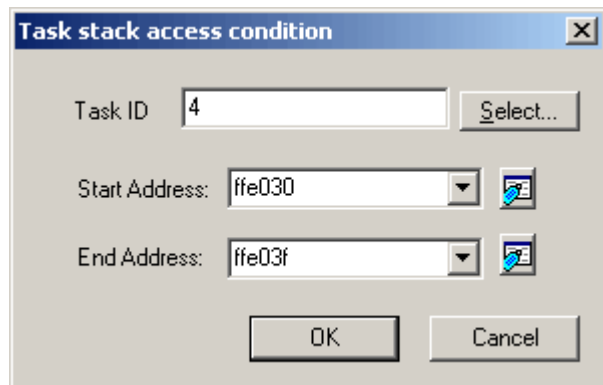 Task stack access condition
Task ID 4 Select...
Start Address: ffe030
End Address: ffe03f
OK Cancel